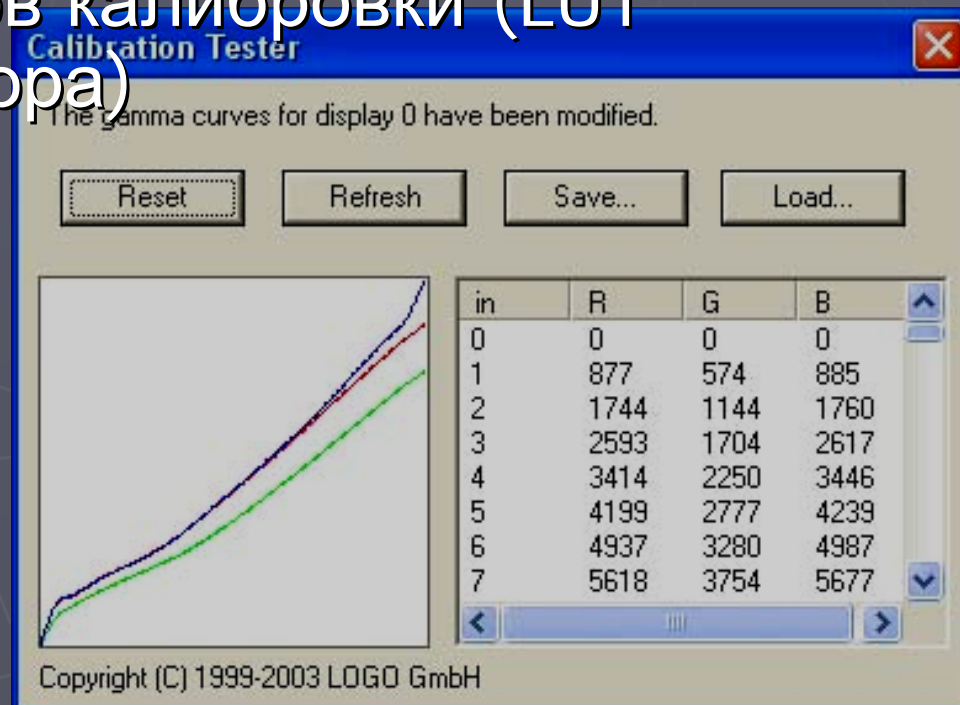 калибровки (LUT
Calibration Tester
The gamma curves for display 0 have been modified.
Reset Refresh Save... Load...
in R G B
0 0 0 0
1 877 574 885
2 1744 1144 1760
3 2593 1704 2617
4 3414 2250 3446
5 4199 2777 4239
6 4937 3280 4987
7 5618 3754 5677
Copyright (C) 1999-2003 LOGO GmbH